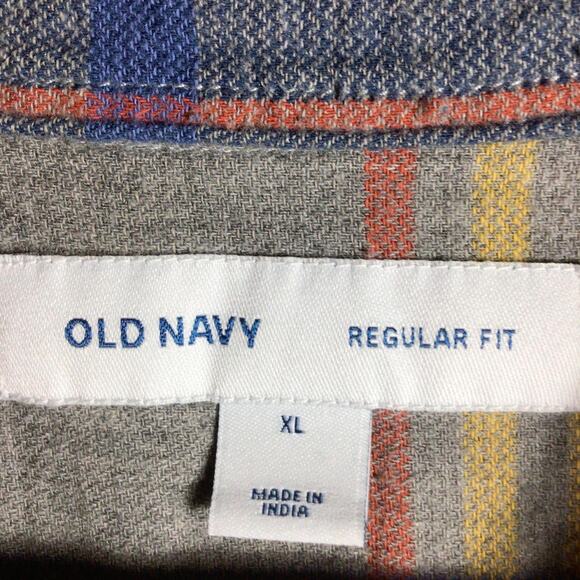 OLD NAVY REGULAR FIT
XL
MADE IN
INDIA